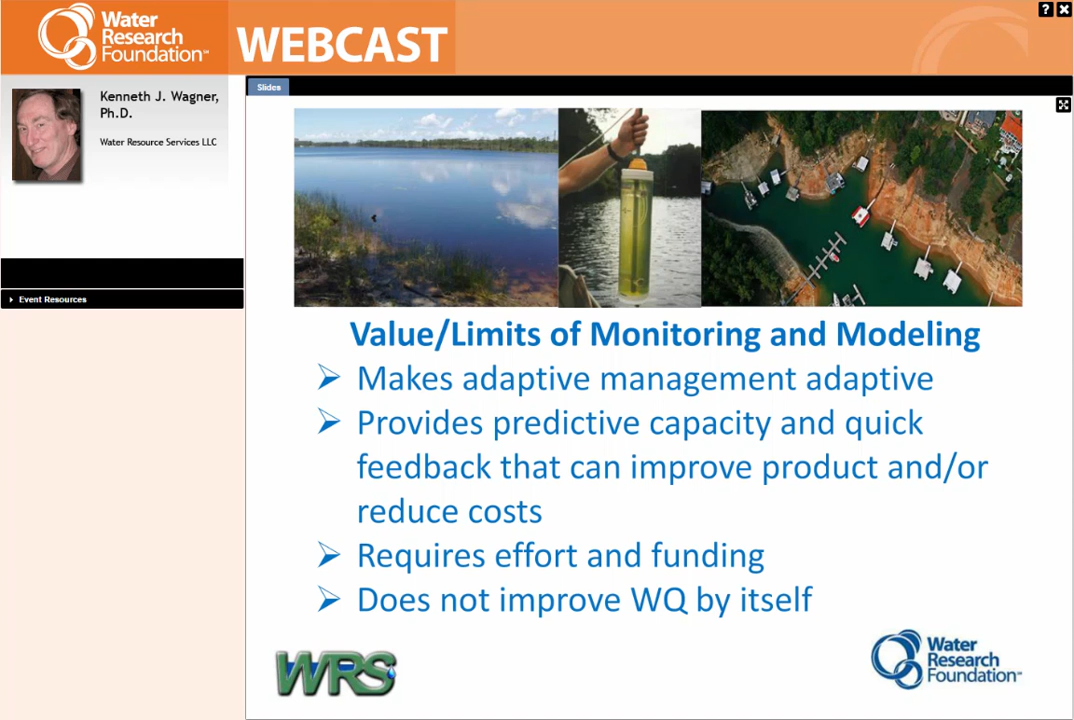 Water
Research
Foundation™
WEBCAST
Kenneth J. Wagner,
Ph.D.
Water Resource Services LLC
Event Resources
Slides
Value/Limits of Monitoring and Modeling
Makes adaptive management adaptive
Provides predictive capacity and quick
feedback that can improve product and/or
reduce costs
Requires effort and funding
Does not improve WQ by itself
WRS
Water
Research
Foundation™